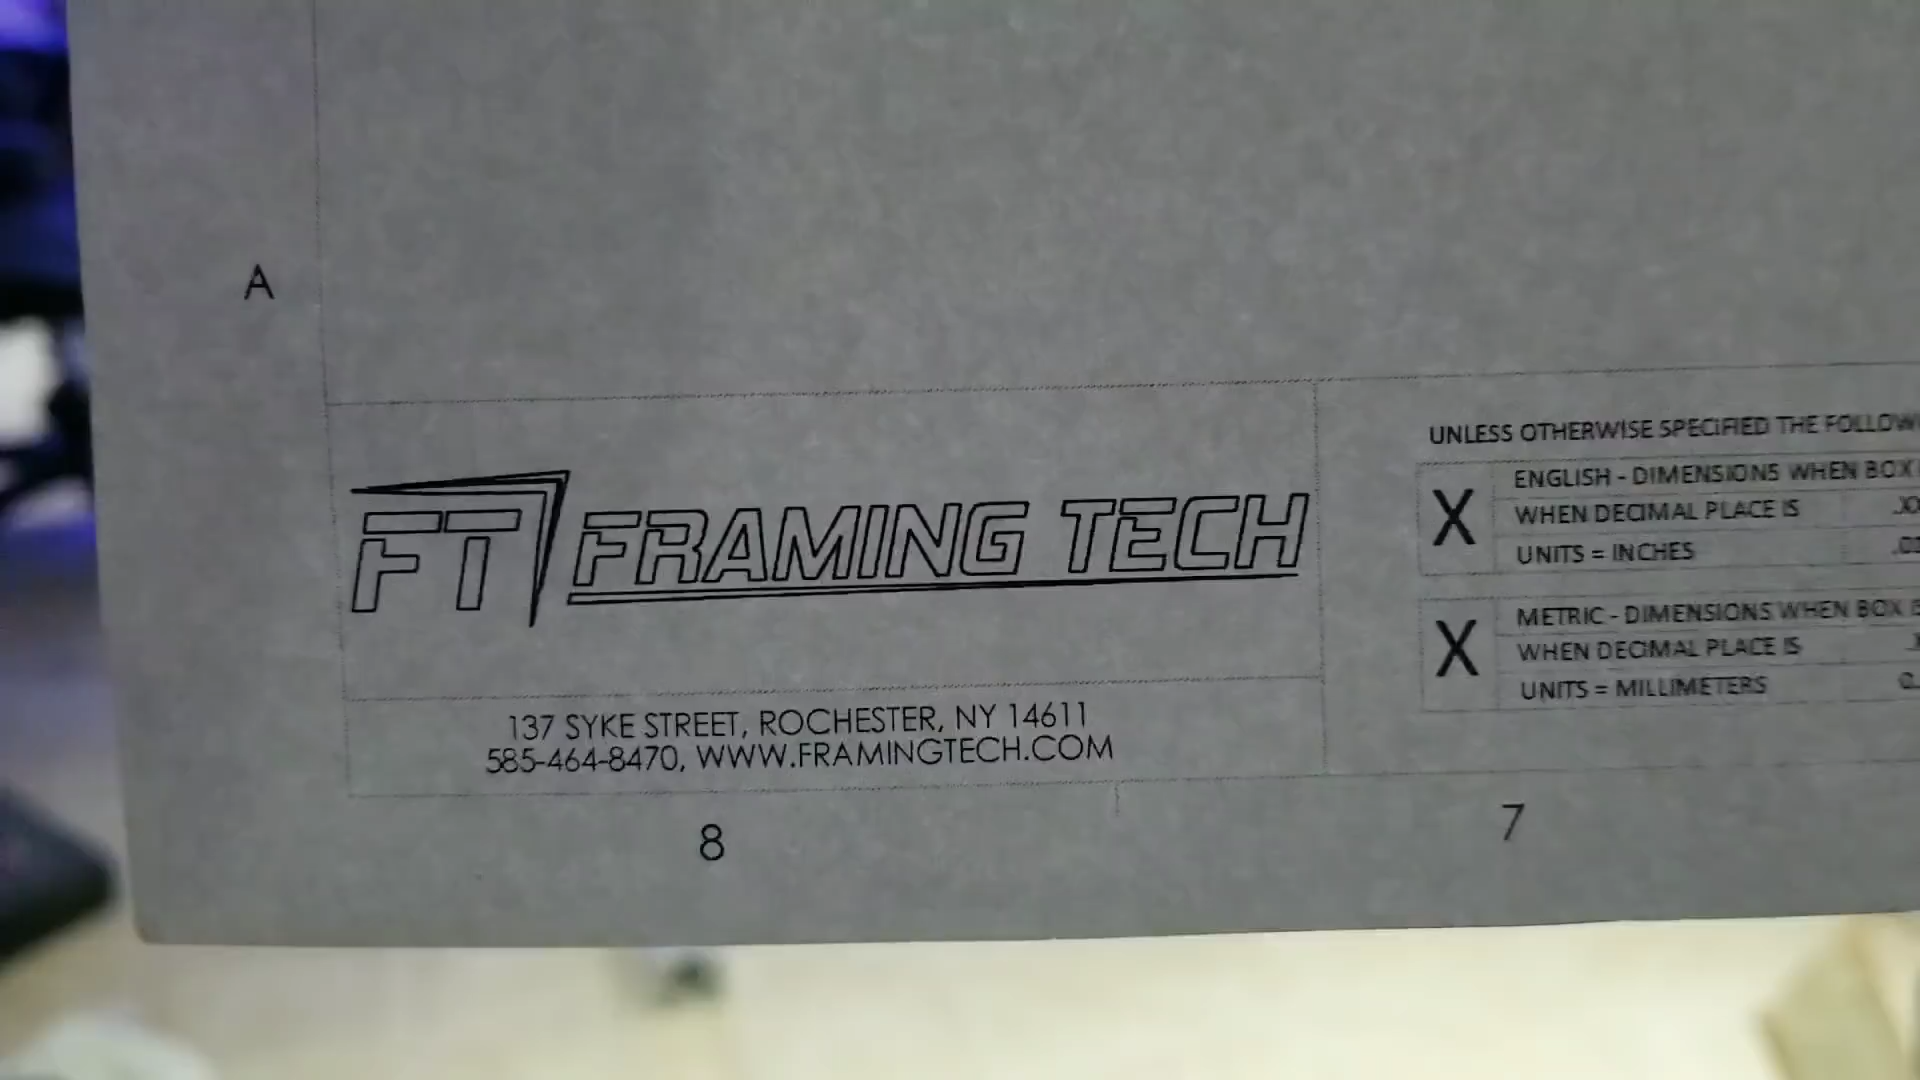 A
FT FRAMING TECH
137 SYKE STREET, ROCHESTER, NY 14611
585-464-8470, WWW.FRAMINGTECH.COM
UNLESS OTHERWISE SPECIFIED THE
X
ENGLISH - DIMENSIONS WHEN BOX
WHEN DECIMAL PLACE IS
UNITS = INCHES
X
METRIC - DIMENSIONS WHEN BOX
WHEN DECIMAL PLACE IS
UNITS = MILLIMETERS
8
7